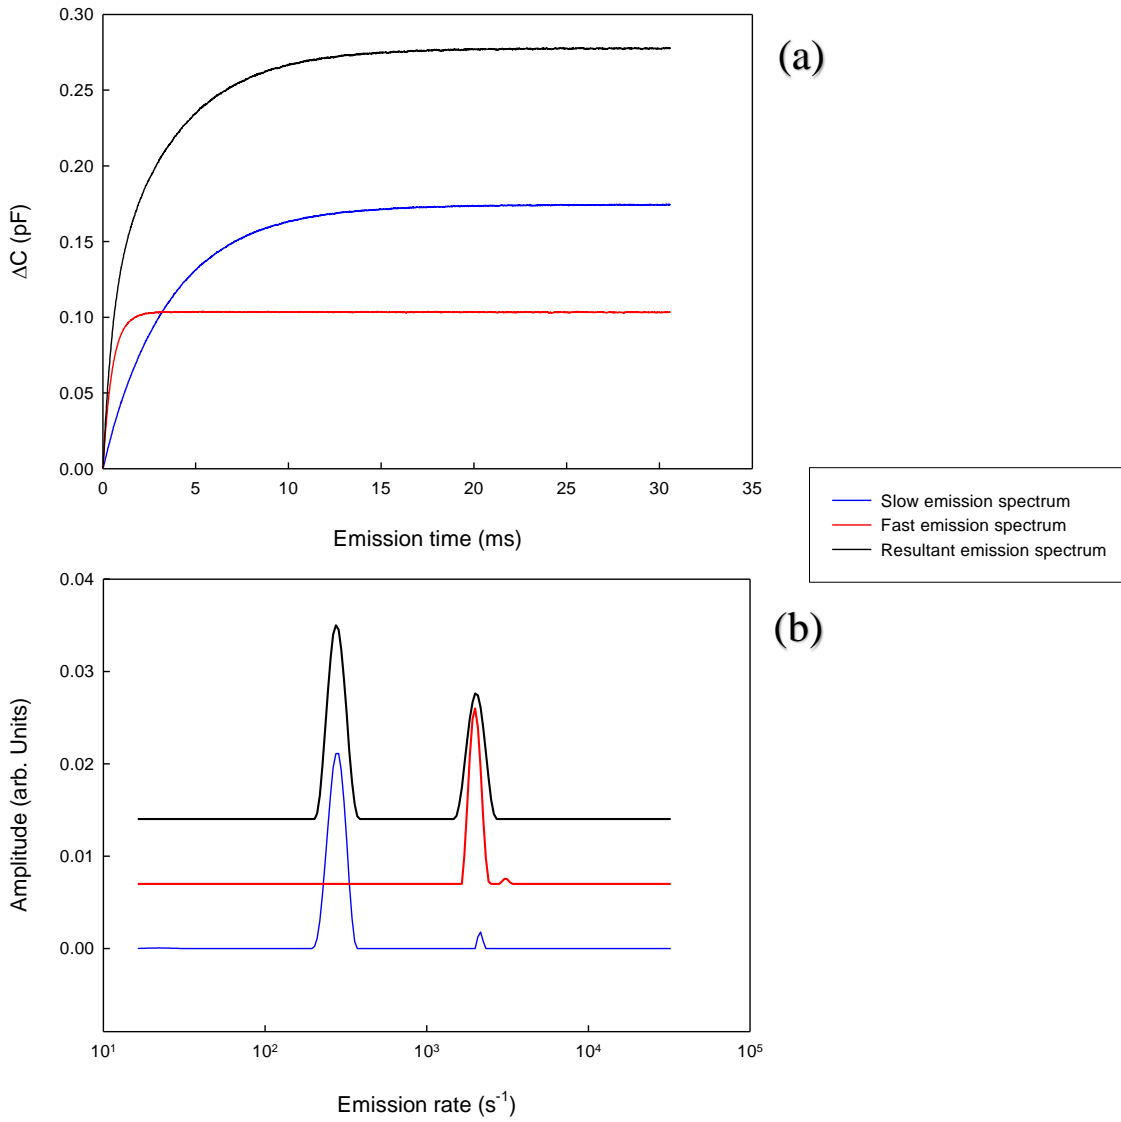 0.30
(a)
0.25
0.20
0.15
0.10
0.05
0.00
ΔC (pF)
0 5 10 15 20 25 30 35
Emission time (ms)
Slow emission spectrum
Fast emission spectrum
Resultant emission spectrum
0.04
(b)
0.03
0.02
0.01
0.00
Amplitude (arb. Units)
10¹ 10² 10³ 10⁴ 10⁵
Emission rate (s⁻¹)